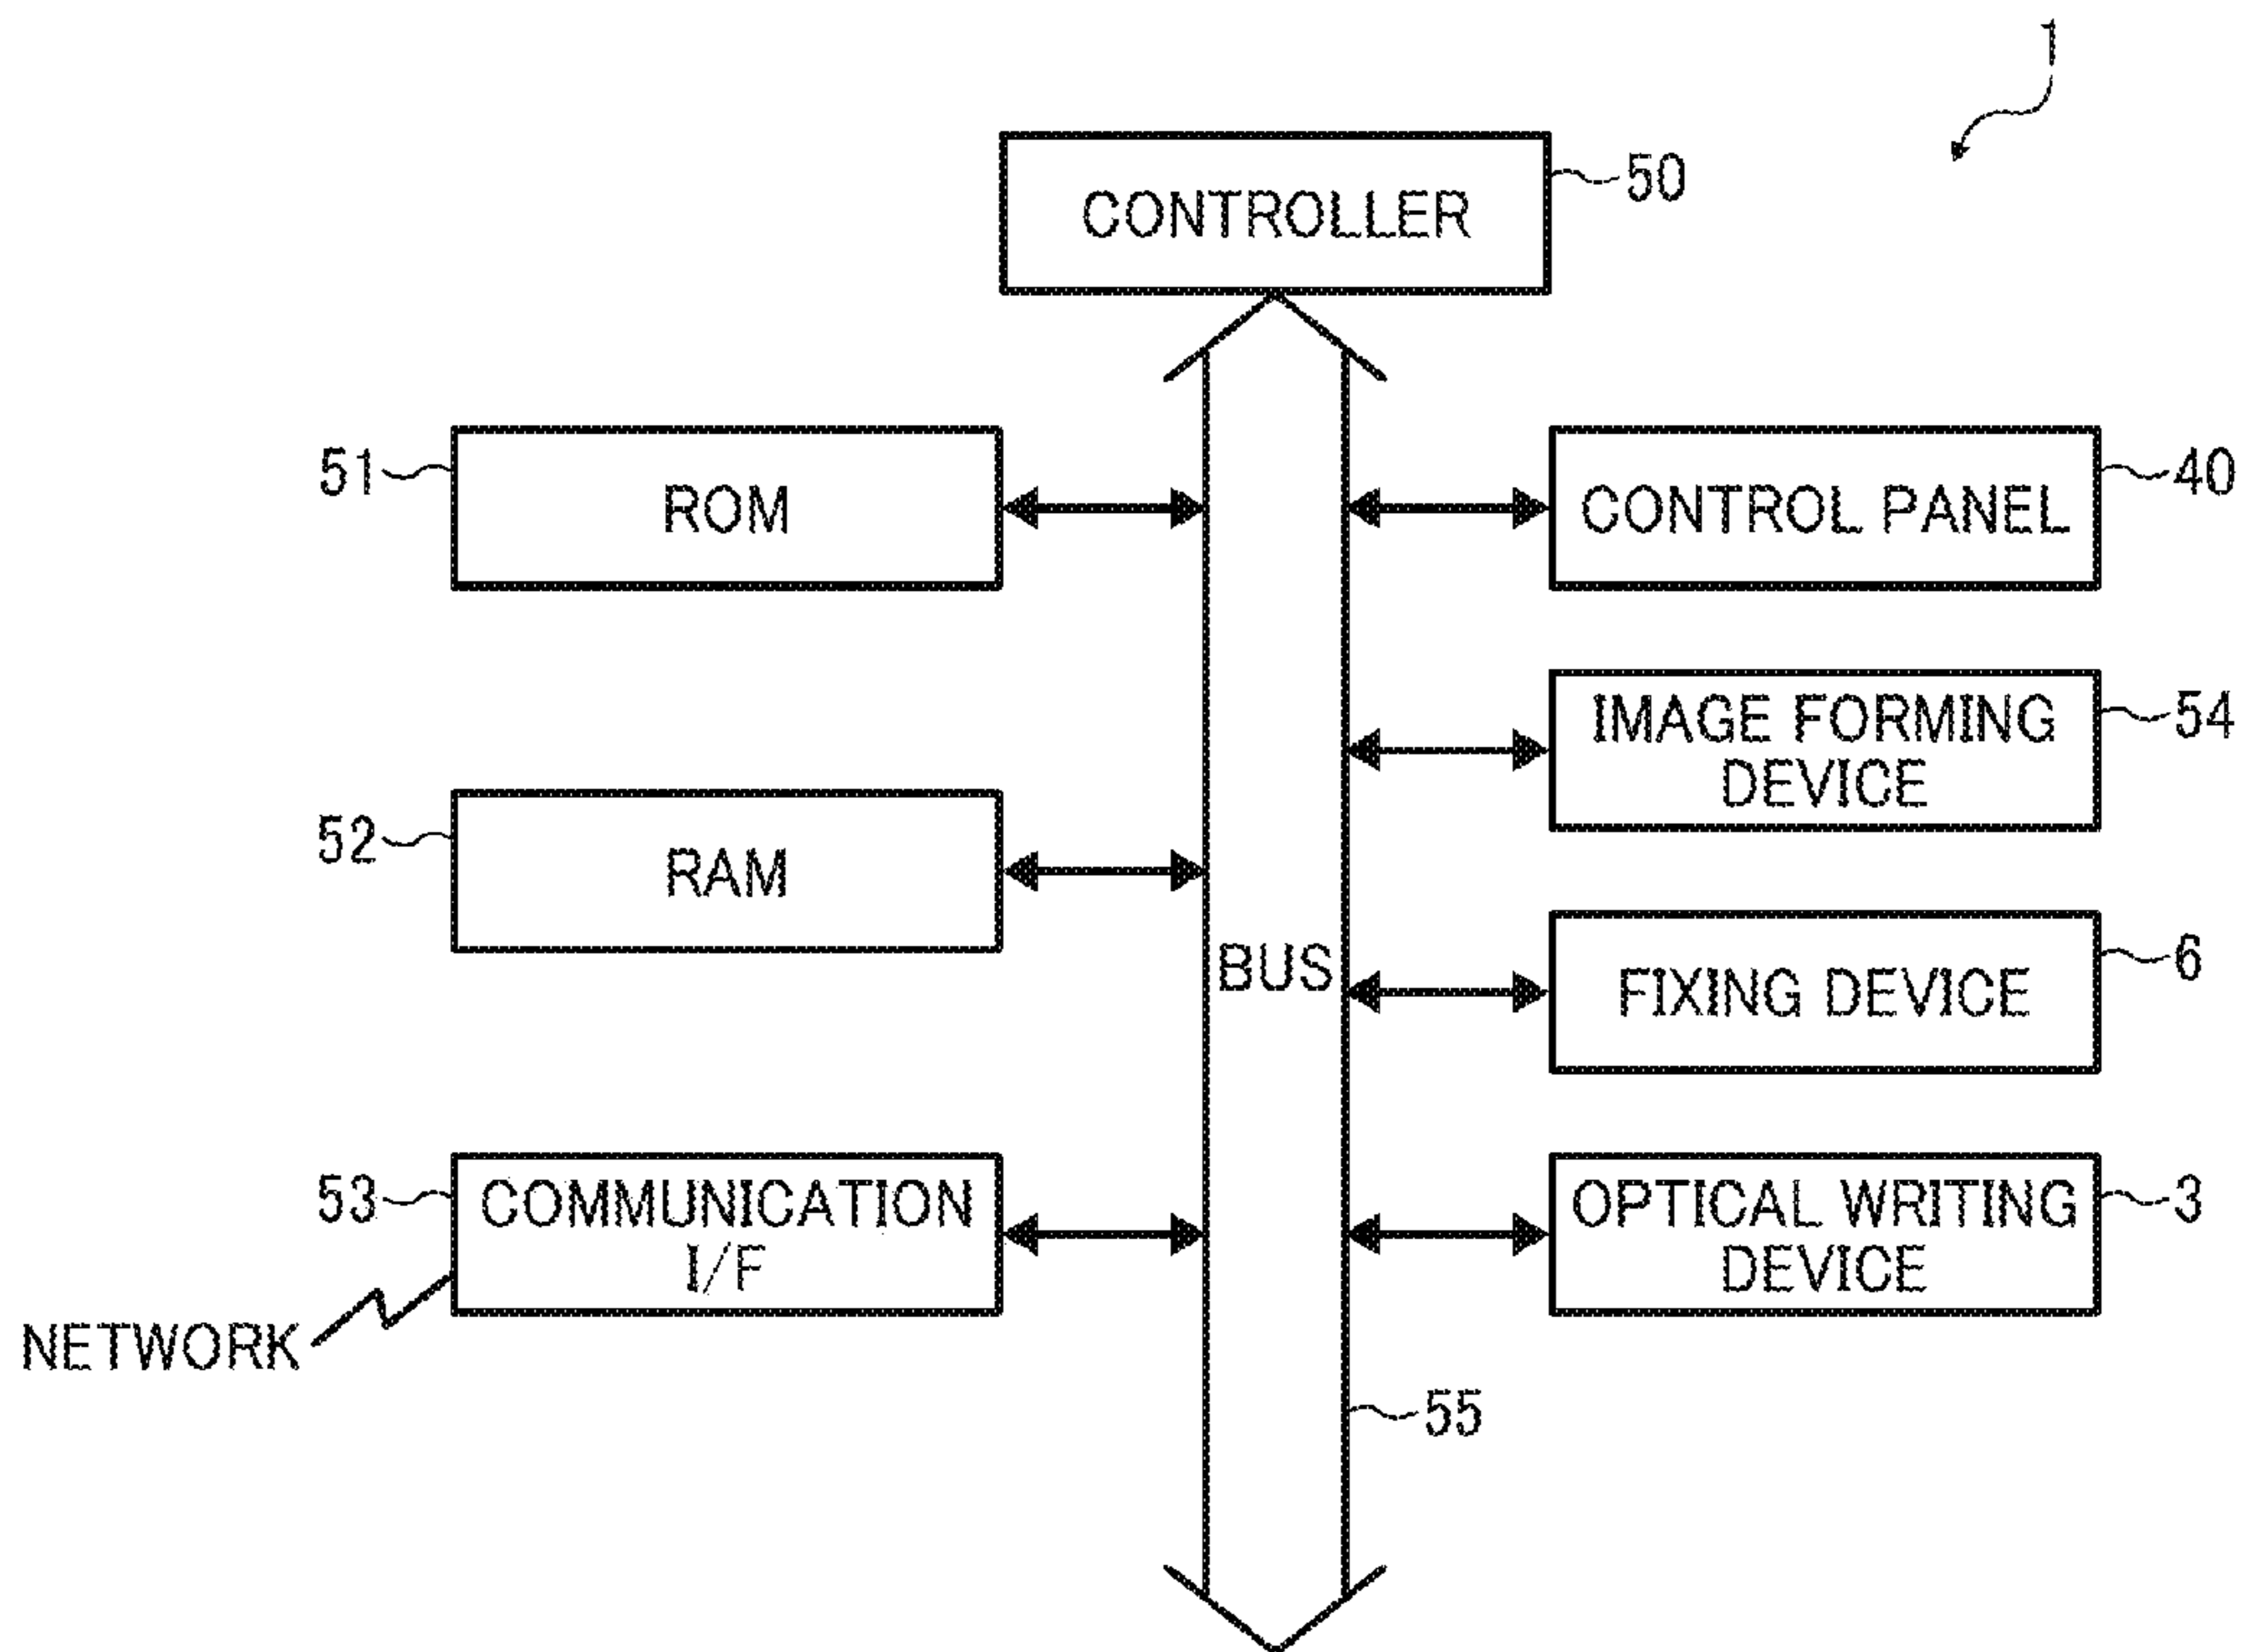 1
CONTROLLER
50
51
ROM
CONTROL PANEL
40
IMAGE FORMING
DEVICE
54
52
RAM
BUS
FIXING DEVICE
6
53
COMMUNICATION
I/F
OPTICAL WRITING
DEVICE
3
NETWORK
55